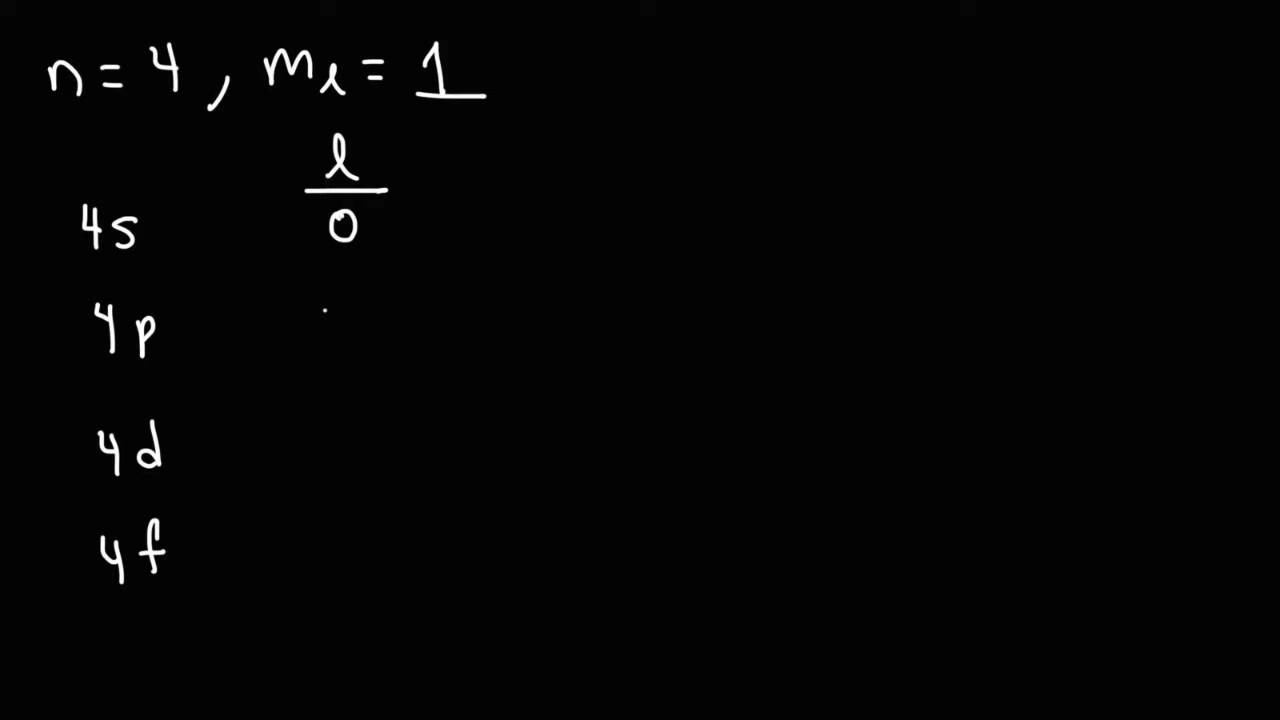 n = 4 , mℓ = 1
ℓ
4s 0
4p
4d
4f